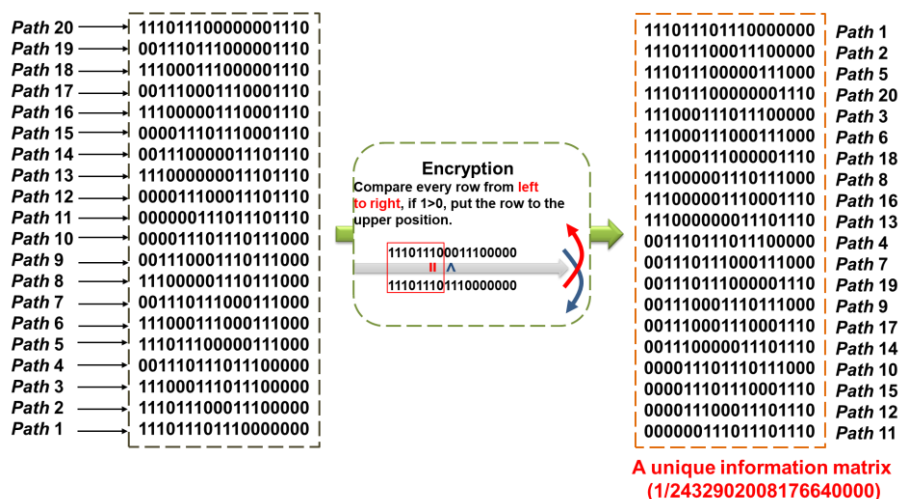 Path 20 111011100000001110
Path 19 001110111000001110
Path 18 111000111000001110
Path 17 001110001110001110
Path 16 111000001110001110
Path 15 000011101110001110
Path 14 001110000011101110
Path 13 111000000011101110
Path 12 000011100011101110
Path 11 000000111011101110
Path 10 000011101110111000
Path 9 001110001110111000
Path 8 111000001110111000
Path 7 001110111000111000
Path 6 111000111000111000
Path 5 111011100000111000
Path 4 001110111011100000
Path 3 111000111011100000
Path 2 111011100011100000
Path 1 111011101110000000
Encryption
Compare every row from left
to right, if 1>0, put the row to the
upper position.
111011100011100000
= <
111011101110000000
111011101110000000 Path 1
111011100011100000 Path 2
111011100000111000 Path 5
111011100000001110 Path 20
111000111011100000 Path 3
111000111000111000 Path 6
111000111000001110 Path 18
111000001110111000 Path 8
111000001110001110 Path 16
111000000011101110 Path 13
001110111011100000 Path 4
001110111000111000 Path 7
001110111000001110 Path 19
001110001110111000 Path 9
001110001110001110 Path 17
001110000011101110 Path 14
000011101110111000 Path 10
000011101110001110 Path 15
000011100011101110 Path 12
000000111011101110 Path 11
A unique information matrix
(1/2432902008176640000)